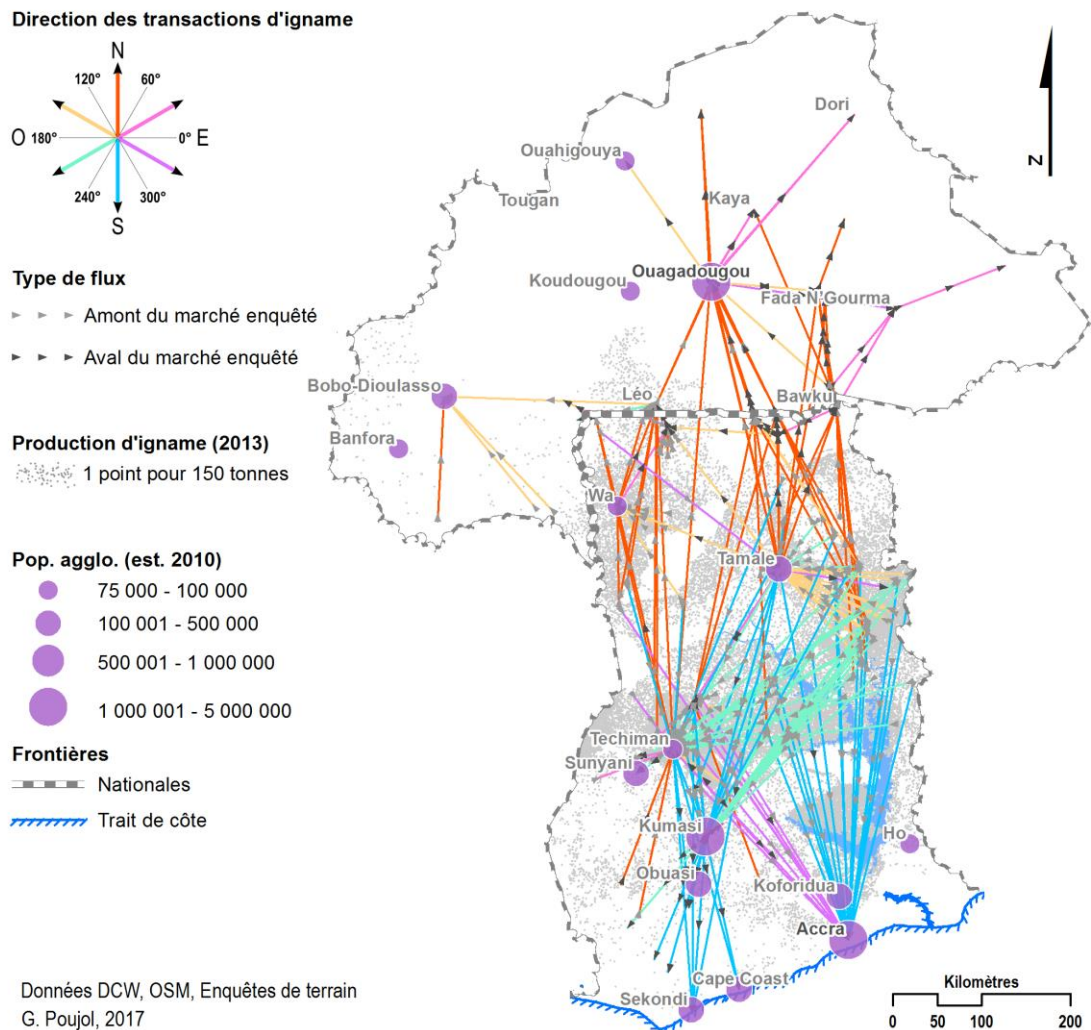 Direction des transactions d'igname
N
120°
60°
O 180°
0° E
240°
300°
S
Type de flux
Amont du marché enquêté
Aval du marché enquêté
Production d'igname (2013)
1 point pour 150 tonnes
Pop. agglo. (est. 2010)
75 000 - 100 000
100 001 - 500 000
500 001 - 1 000 000
1 000 001 - 5 000 000
Frontières
Nationales
Trait de côte
Données DCW, OSM, Enquêtes de terrain
G. Poujol, 2017
N
Dori
Ouahigouya
Tougan
Kaya
Ouagadougou
Koudougou
Fada N'Gourma
Bobo-Dioulasso
Léo
Bawku
Banfora
Wa
Tamale
Techiman
Sunyani
Kumasi
Ho
Obuasi
Koforidua
Accra
Cape Coast
Sekondi
Kilomètres
0 50 100 200